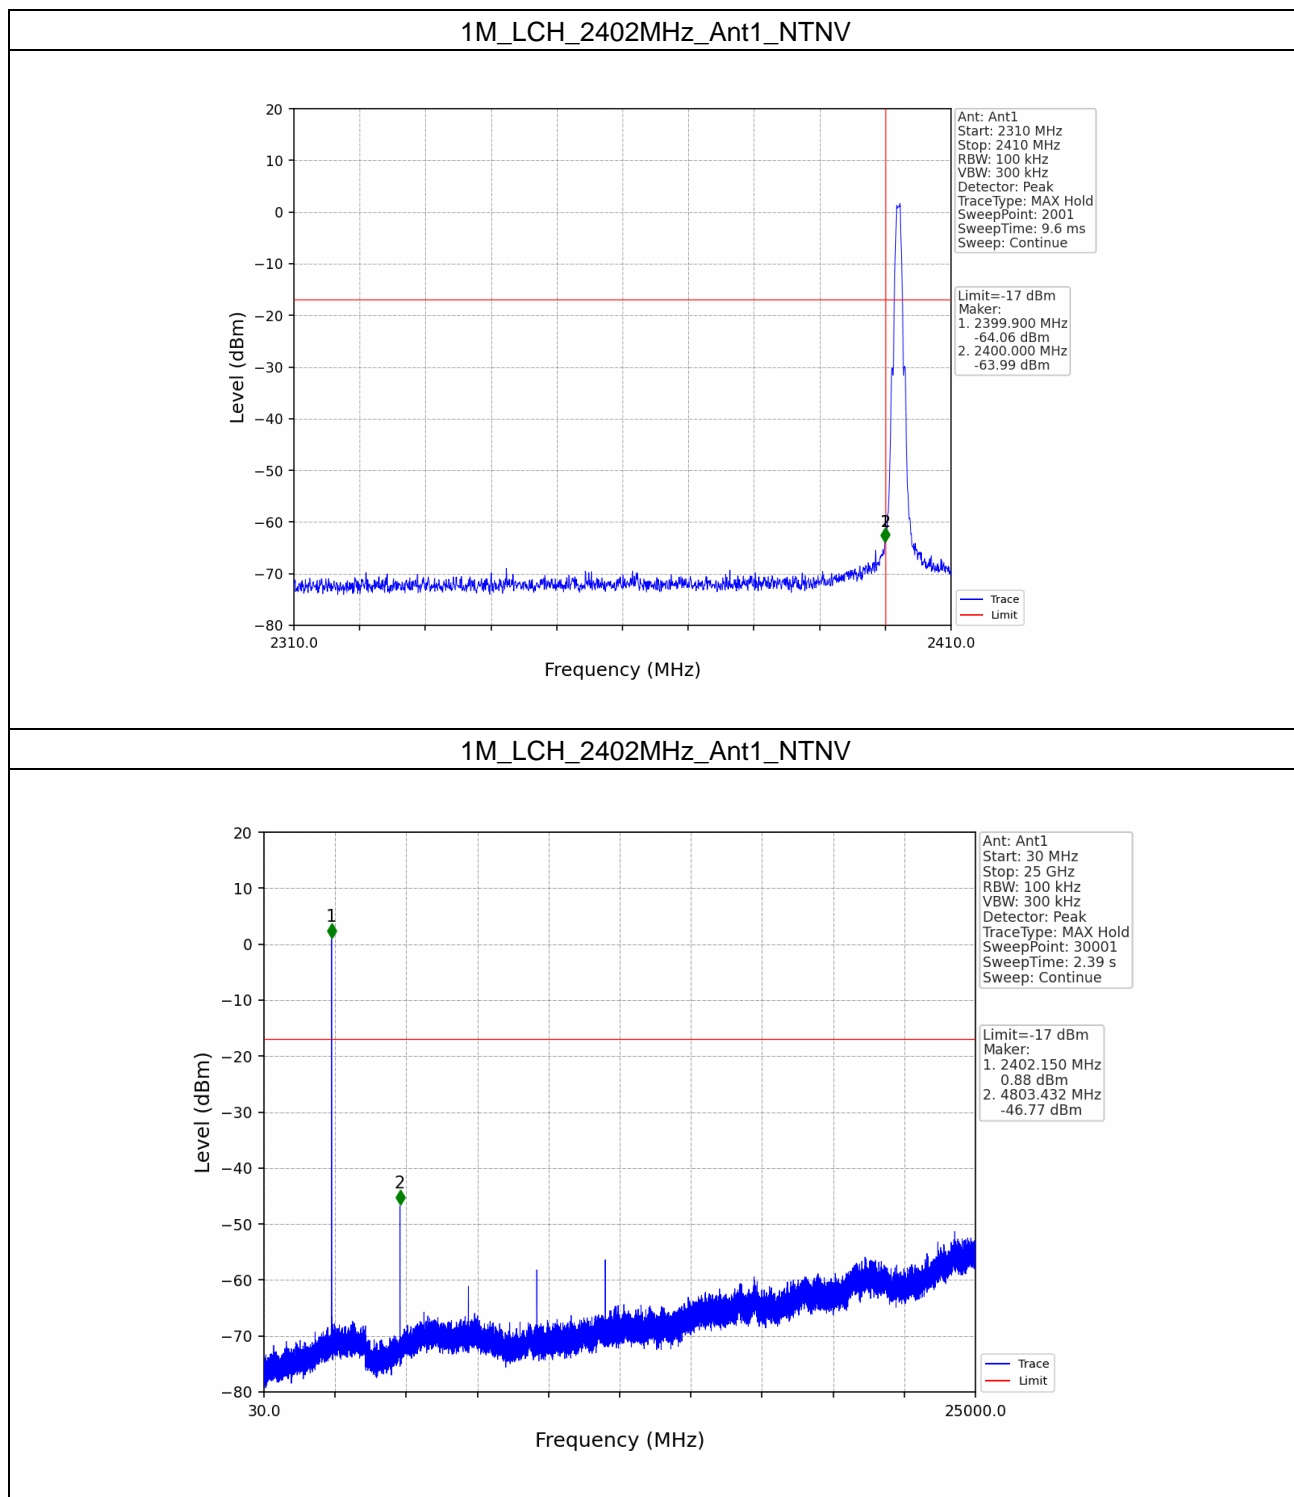 1M_LCH_2402MHz_Ant1_NTNV
20
10
0
−10
−20
−30
−40
−50
−60
−70
−80
Level (dBm)
2310.0
2410.0
Frequency (MHz)
1
2
Ant: Ant1
Start: 2310 MHz
Stop: 2410 MHz
RBW: 100 kHz
VBW: 300 kHz
Detector: Peak
TraceType: MAX Hold
SweepPoint: 2001
SweepTime: 9.6 ms
Sweep: Continue
Limit=-17 dBm
Maker:
1. 2399.900 MHz
-64.06 dBm
2. 2400.000 MHz
-63.99 dBm
Trace
Limit
1M_LCH_2402MHz_Ant1_NTNV
20
10
0
−10
−20
−30
−40
−50
−60
−70
−80
Level (dBm)
30.0
25000.0
Frequency (MHz)
1
2
Ant: Ant1
Start: 30 MHz
Stop: 25 GHz
RBW: 100 kHz
VBW: 300 kHz
Detector: Peak
TraceType: MAX Hold
SweepPoint: 30001
SweepTime: 2.39 s
Sweep: Continue
Limit=-17 dBm
Maker:
1. 2402.150 MHz
0.88 dBm
2. 4803.432 MHz
-46.77 dBm
Trace
Limit